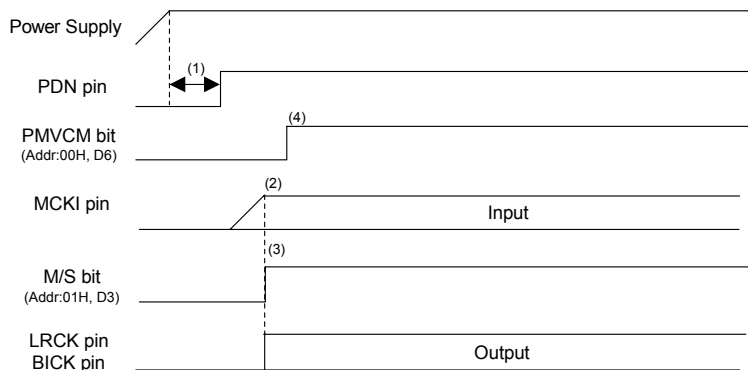 Power Supply
(1)
PDN pin
(4)
PMVCM bit
(Addr:00H, D6)
(2)
MCKI pin
Input
(3)
M/S bit
(Addr:01H, D3)
LRCK pin
BICK pin
Output